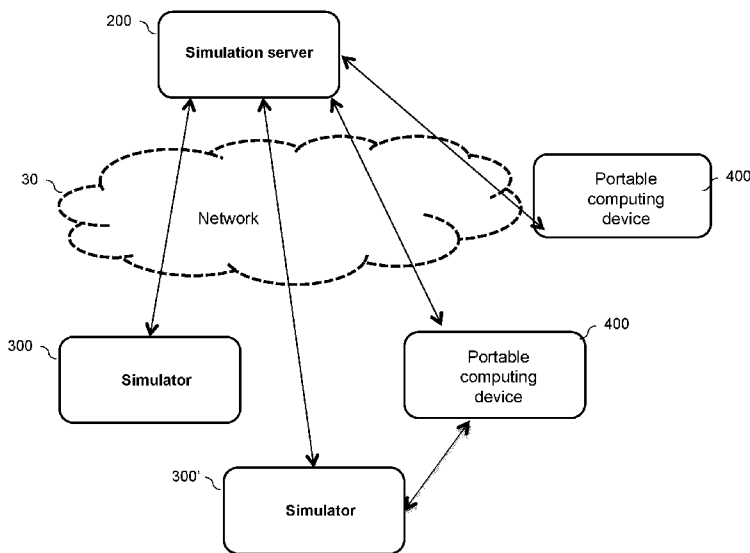 200
Simulation server
30
Network
400
Portable
computing
device
300
Simulator
400
Portable
computing
device
300'
Simulator